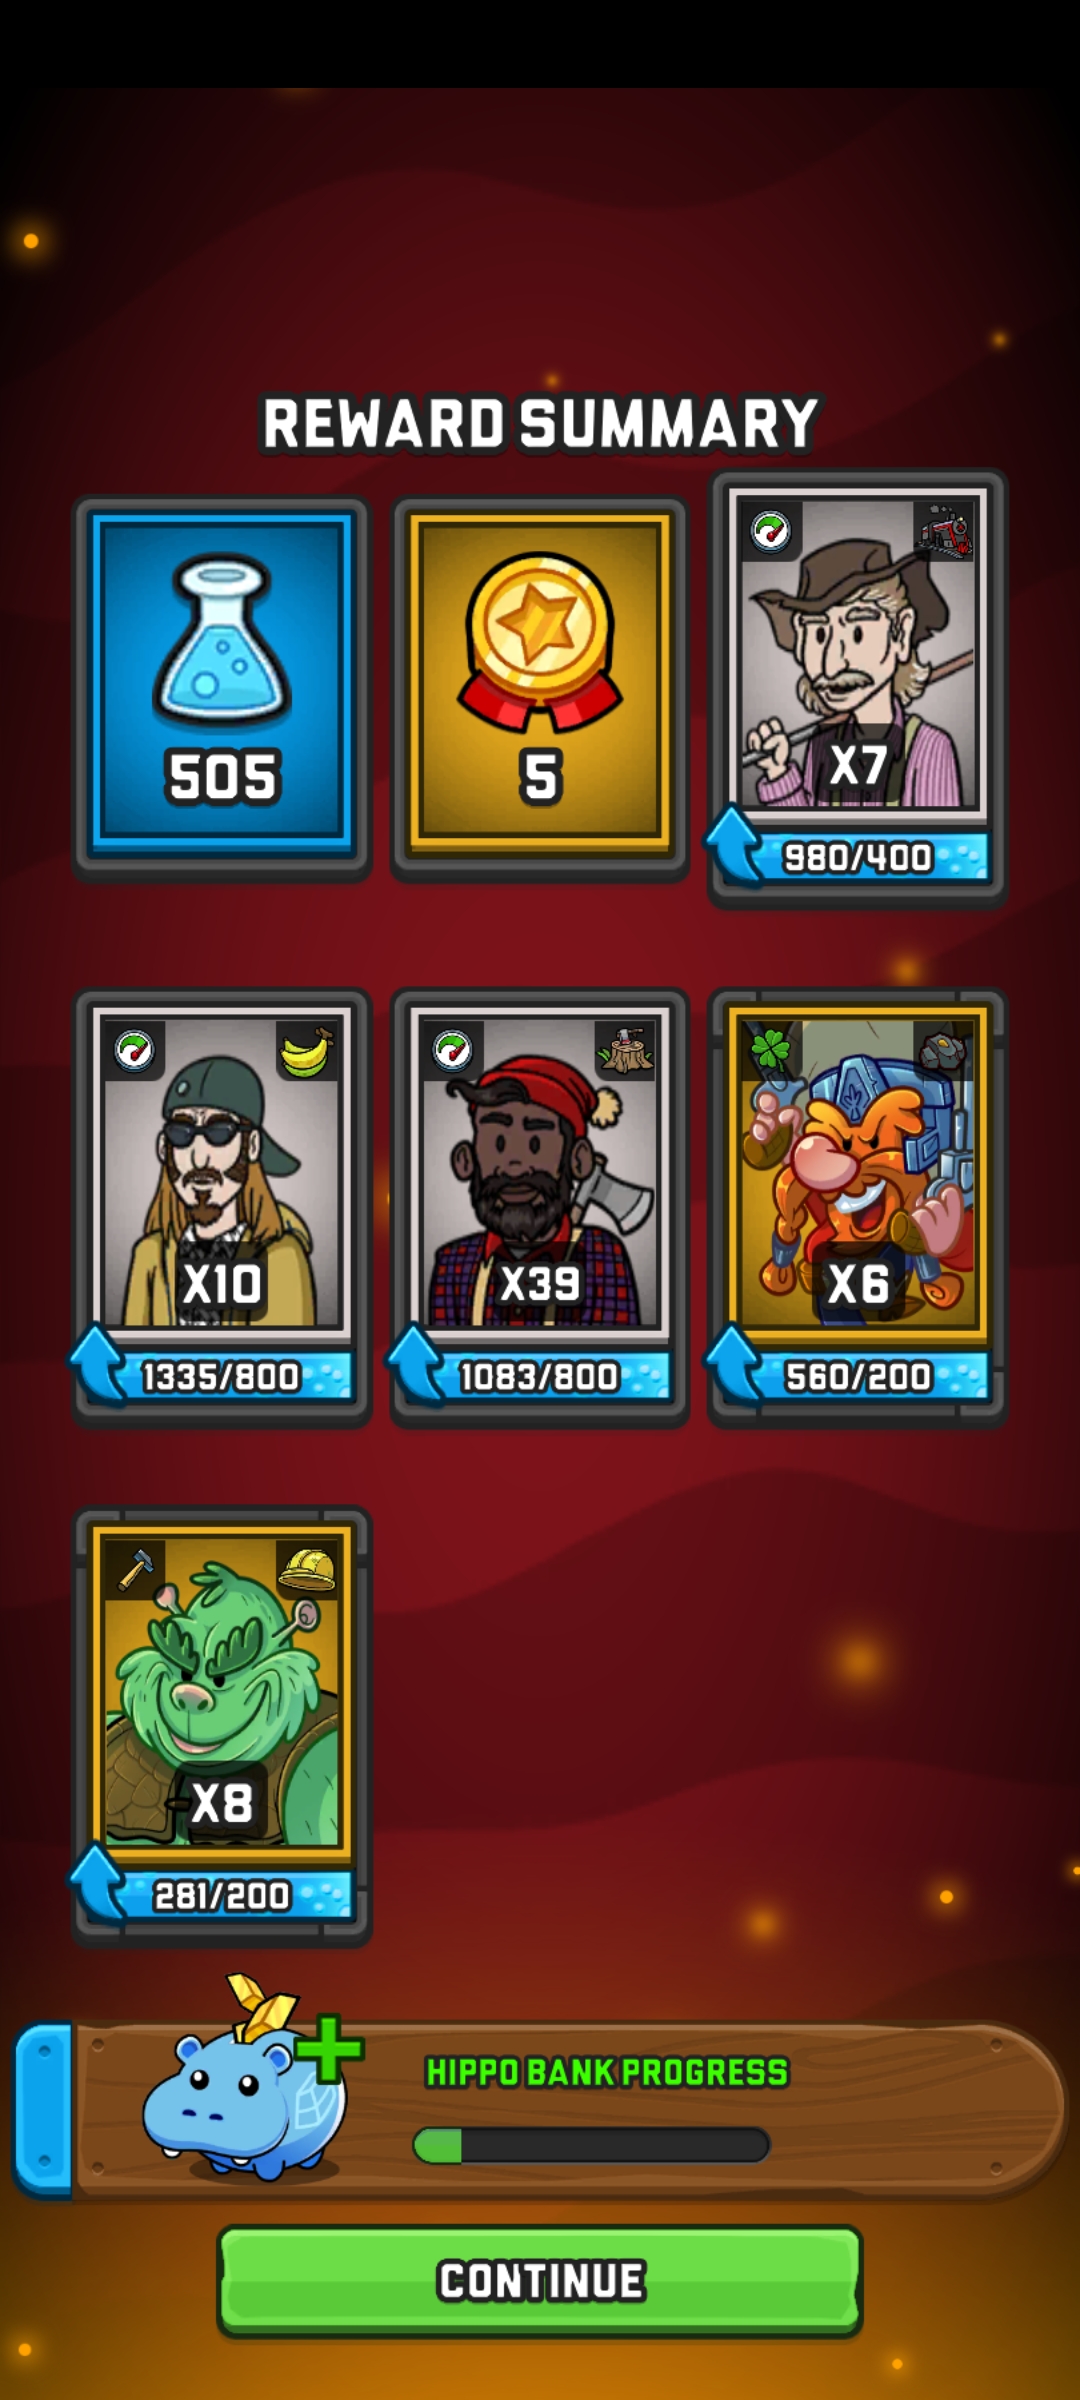 REWARD SUMMARY
505
5
X7
980/400
X10
1335/800
X39
1083/800
X6
560/200
X8
281/200
HIPPO BANK PROGRESS
CONTINUE